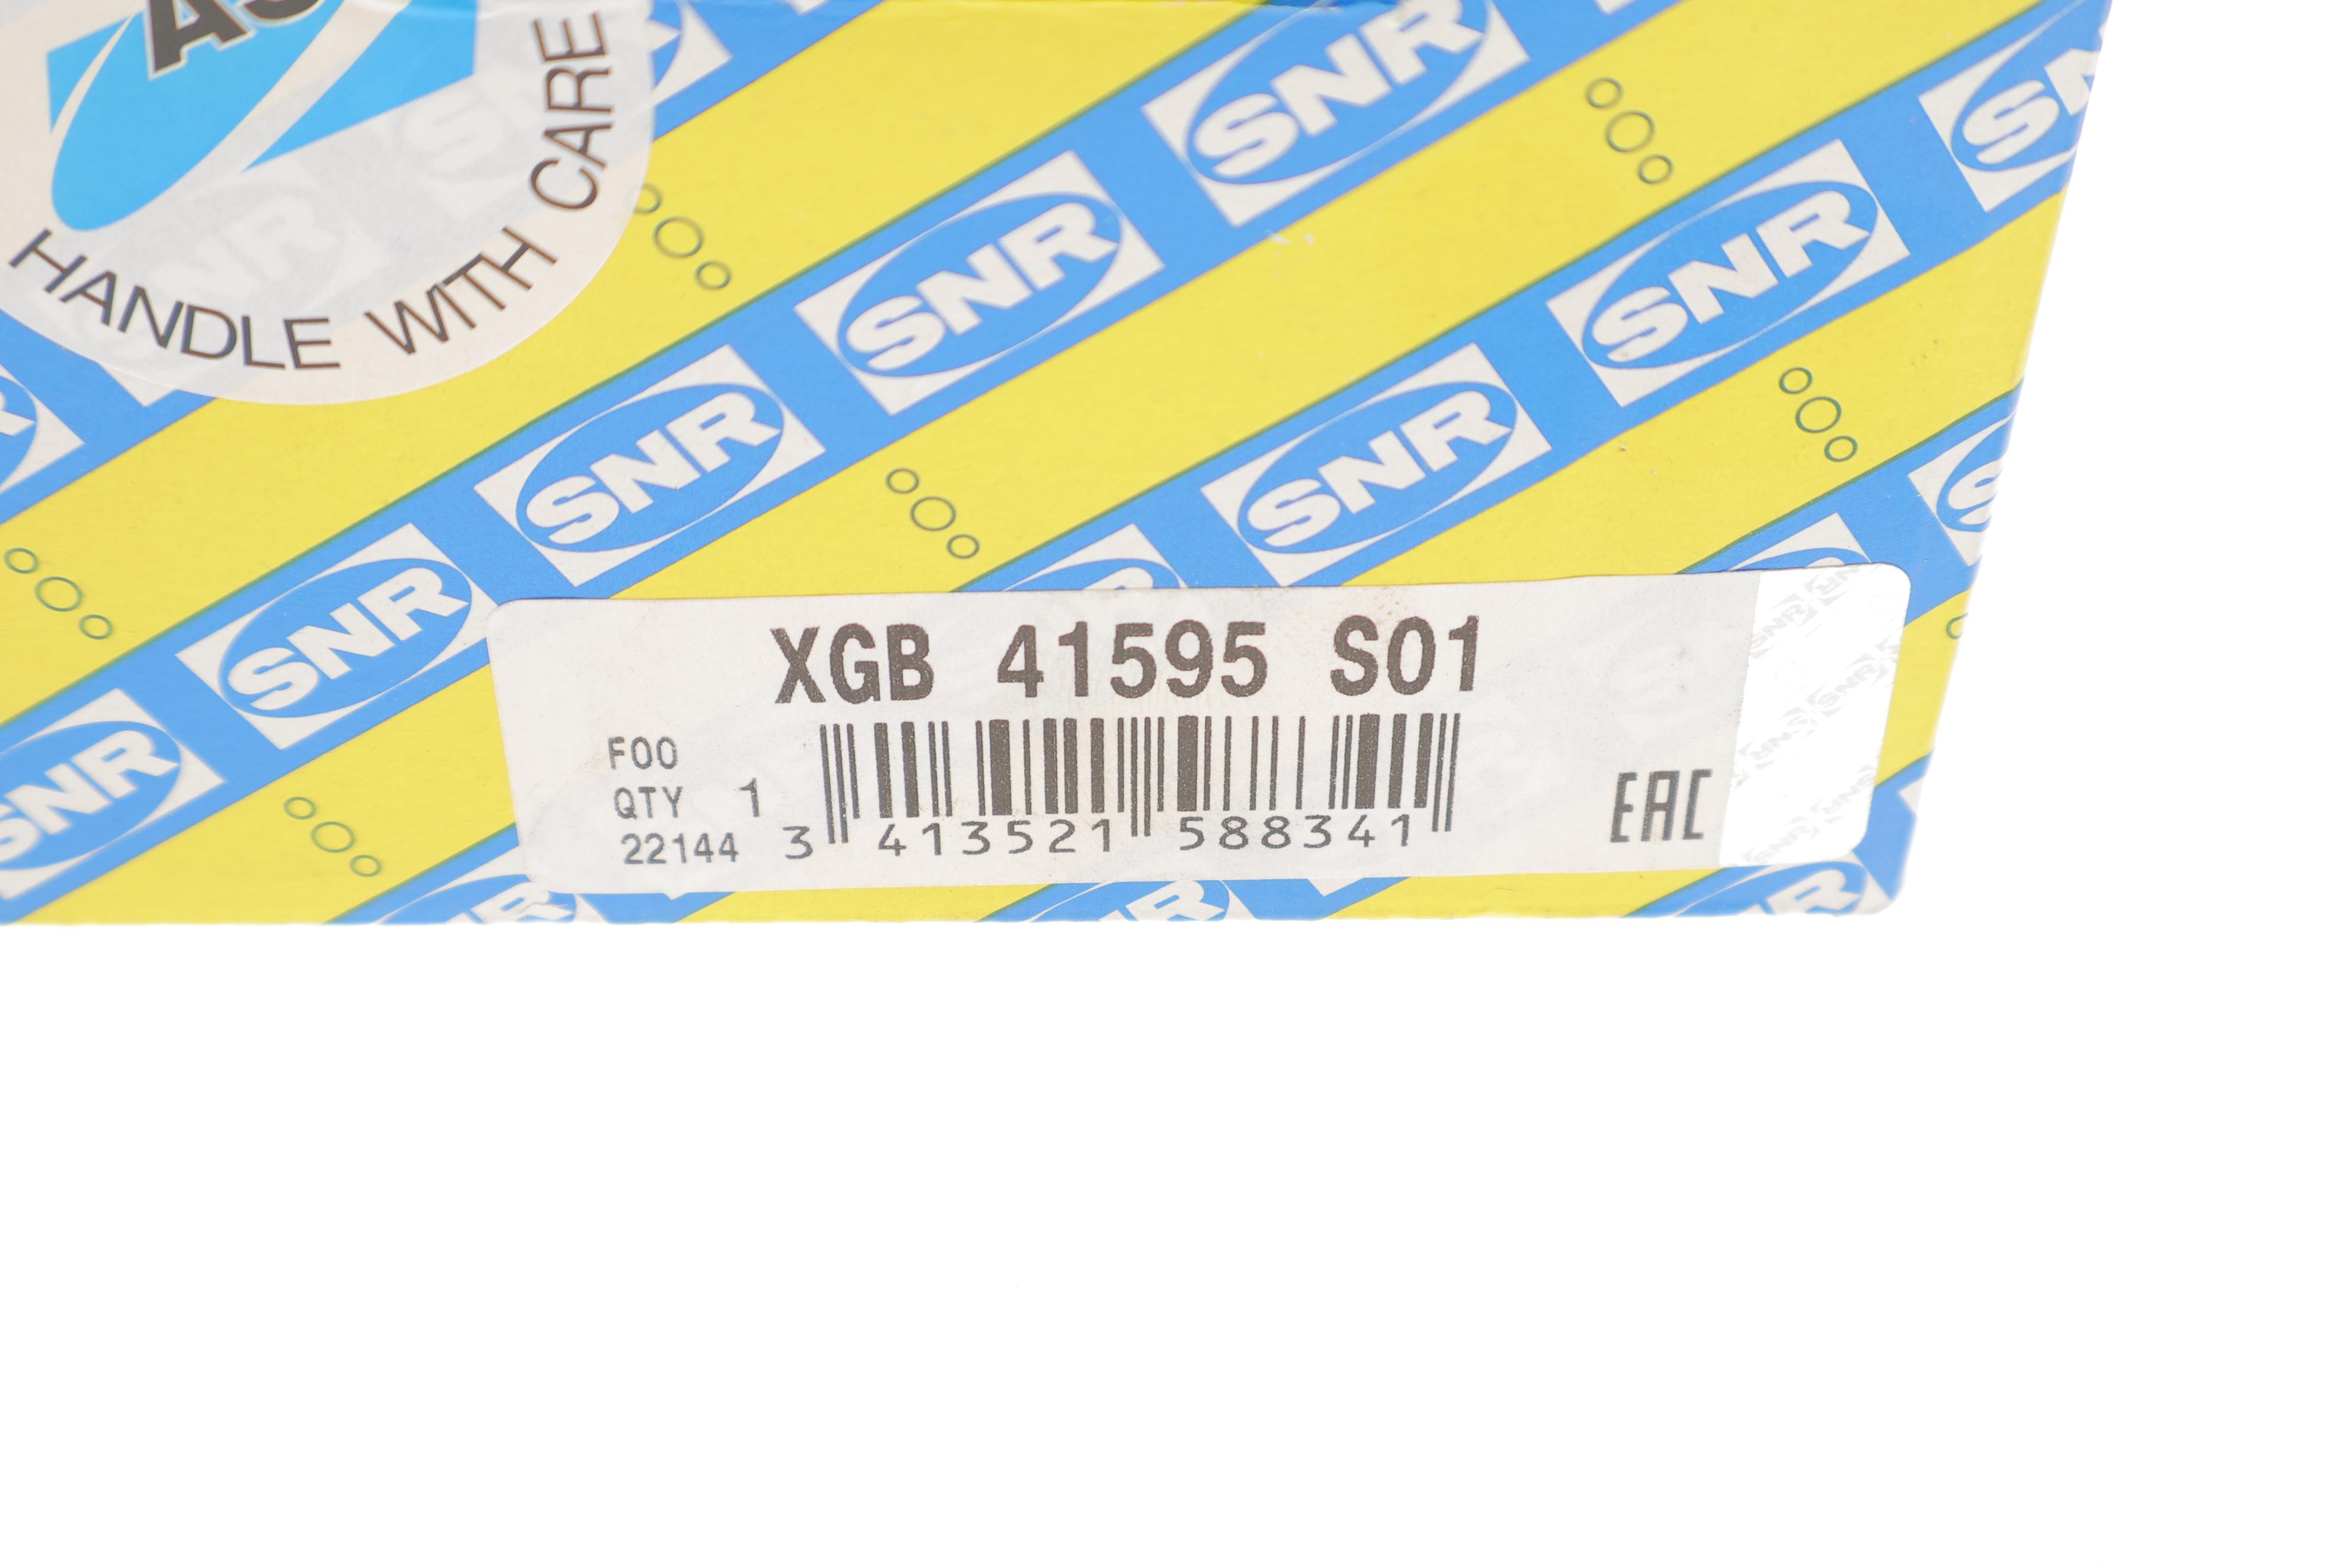 HANDLE WITH CARE
SNR
SNR
SNR
SNR
SNR
SNR
SNR
SNR
XGB 41595 S01
F00
QTY 1
22144
3 413521 588341
EAC